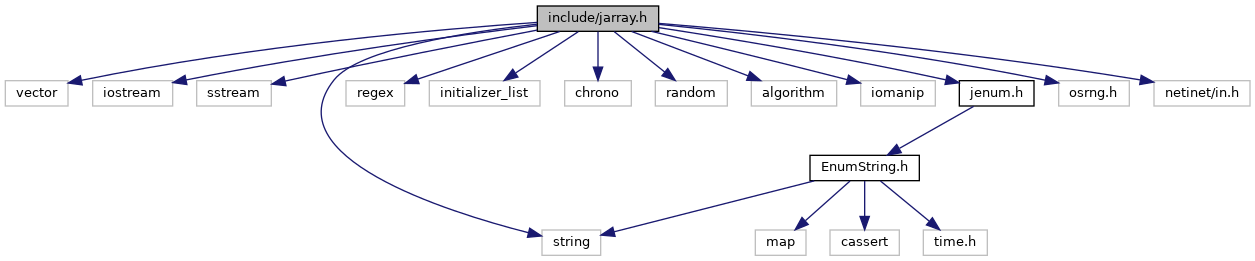 include/jarray.h
vector
iostream
sstream
regex
initializer_list
chrono
random
algorithm
iomanip
jenum.h
osrng.h
netinet/in.h
EnumString.h
string
map
cassert
time.h